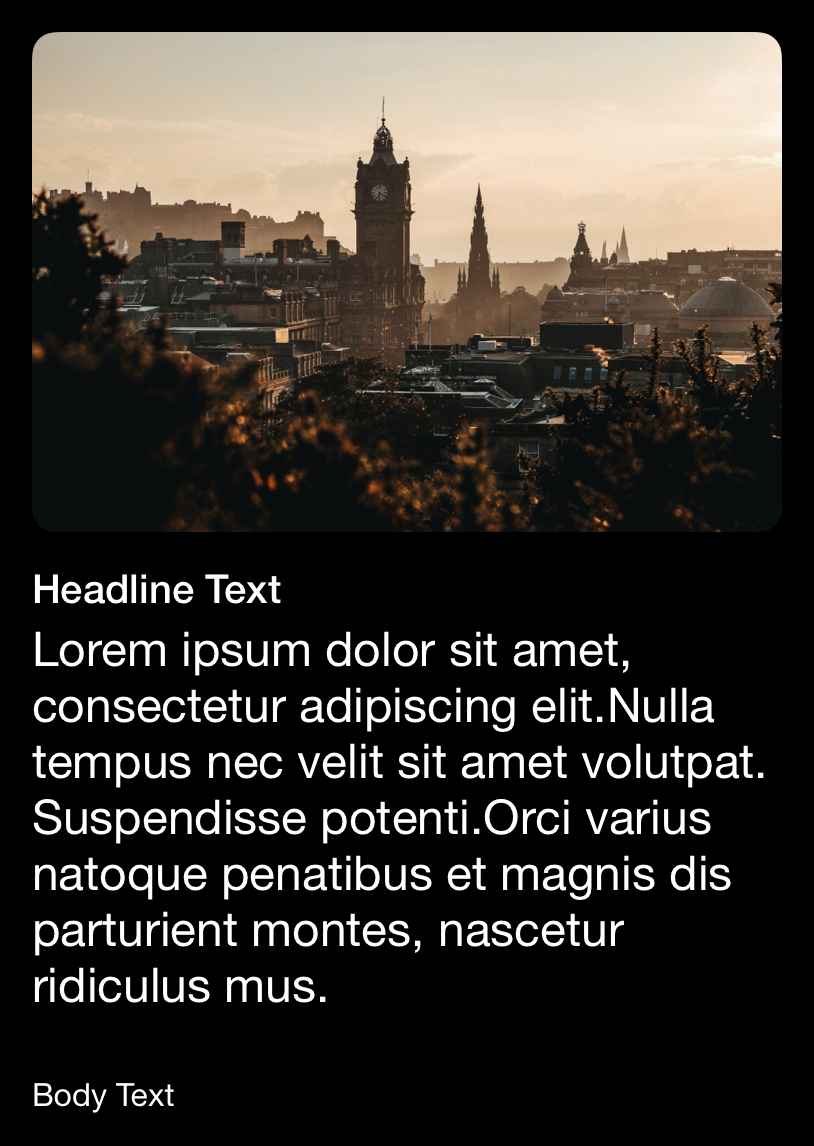 Headline Text
Lorem ipsum dolor sit amet,
consectetur adipiscing elit.Nulla
tempus nec velit sit amet volutpat.
Suspendisse potenti.Orci varius
natoque penatibus et magnis dis
parturient montes, nascetur
ridiculus mus.
Body Text